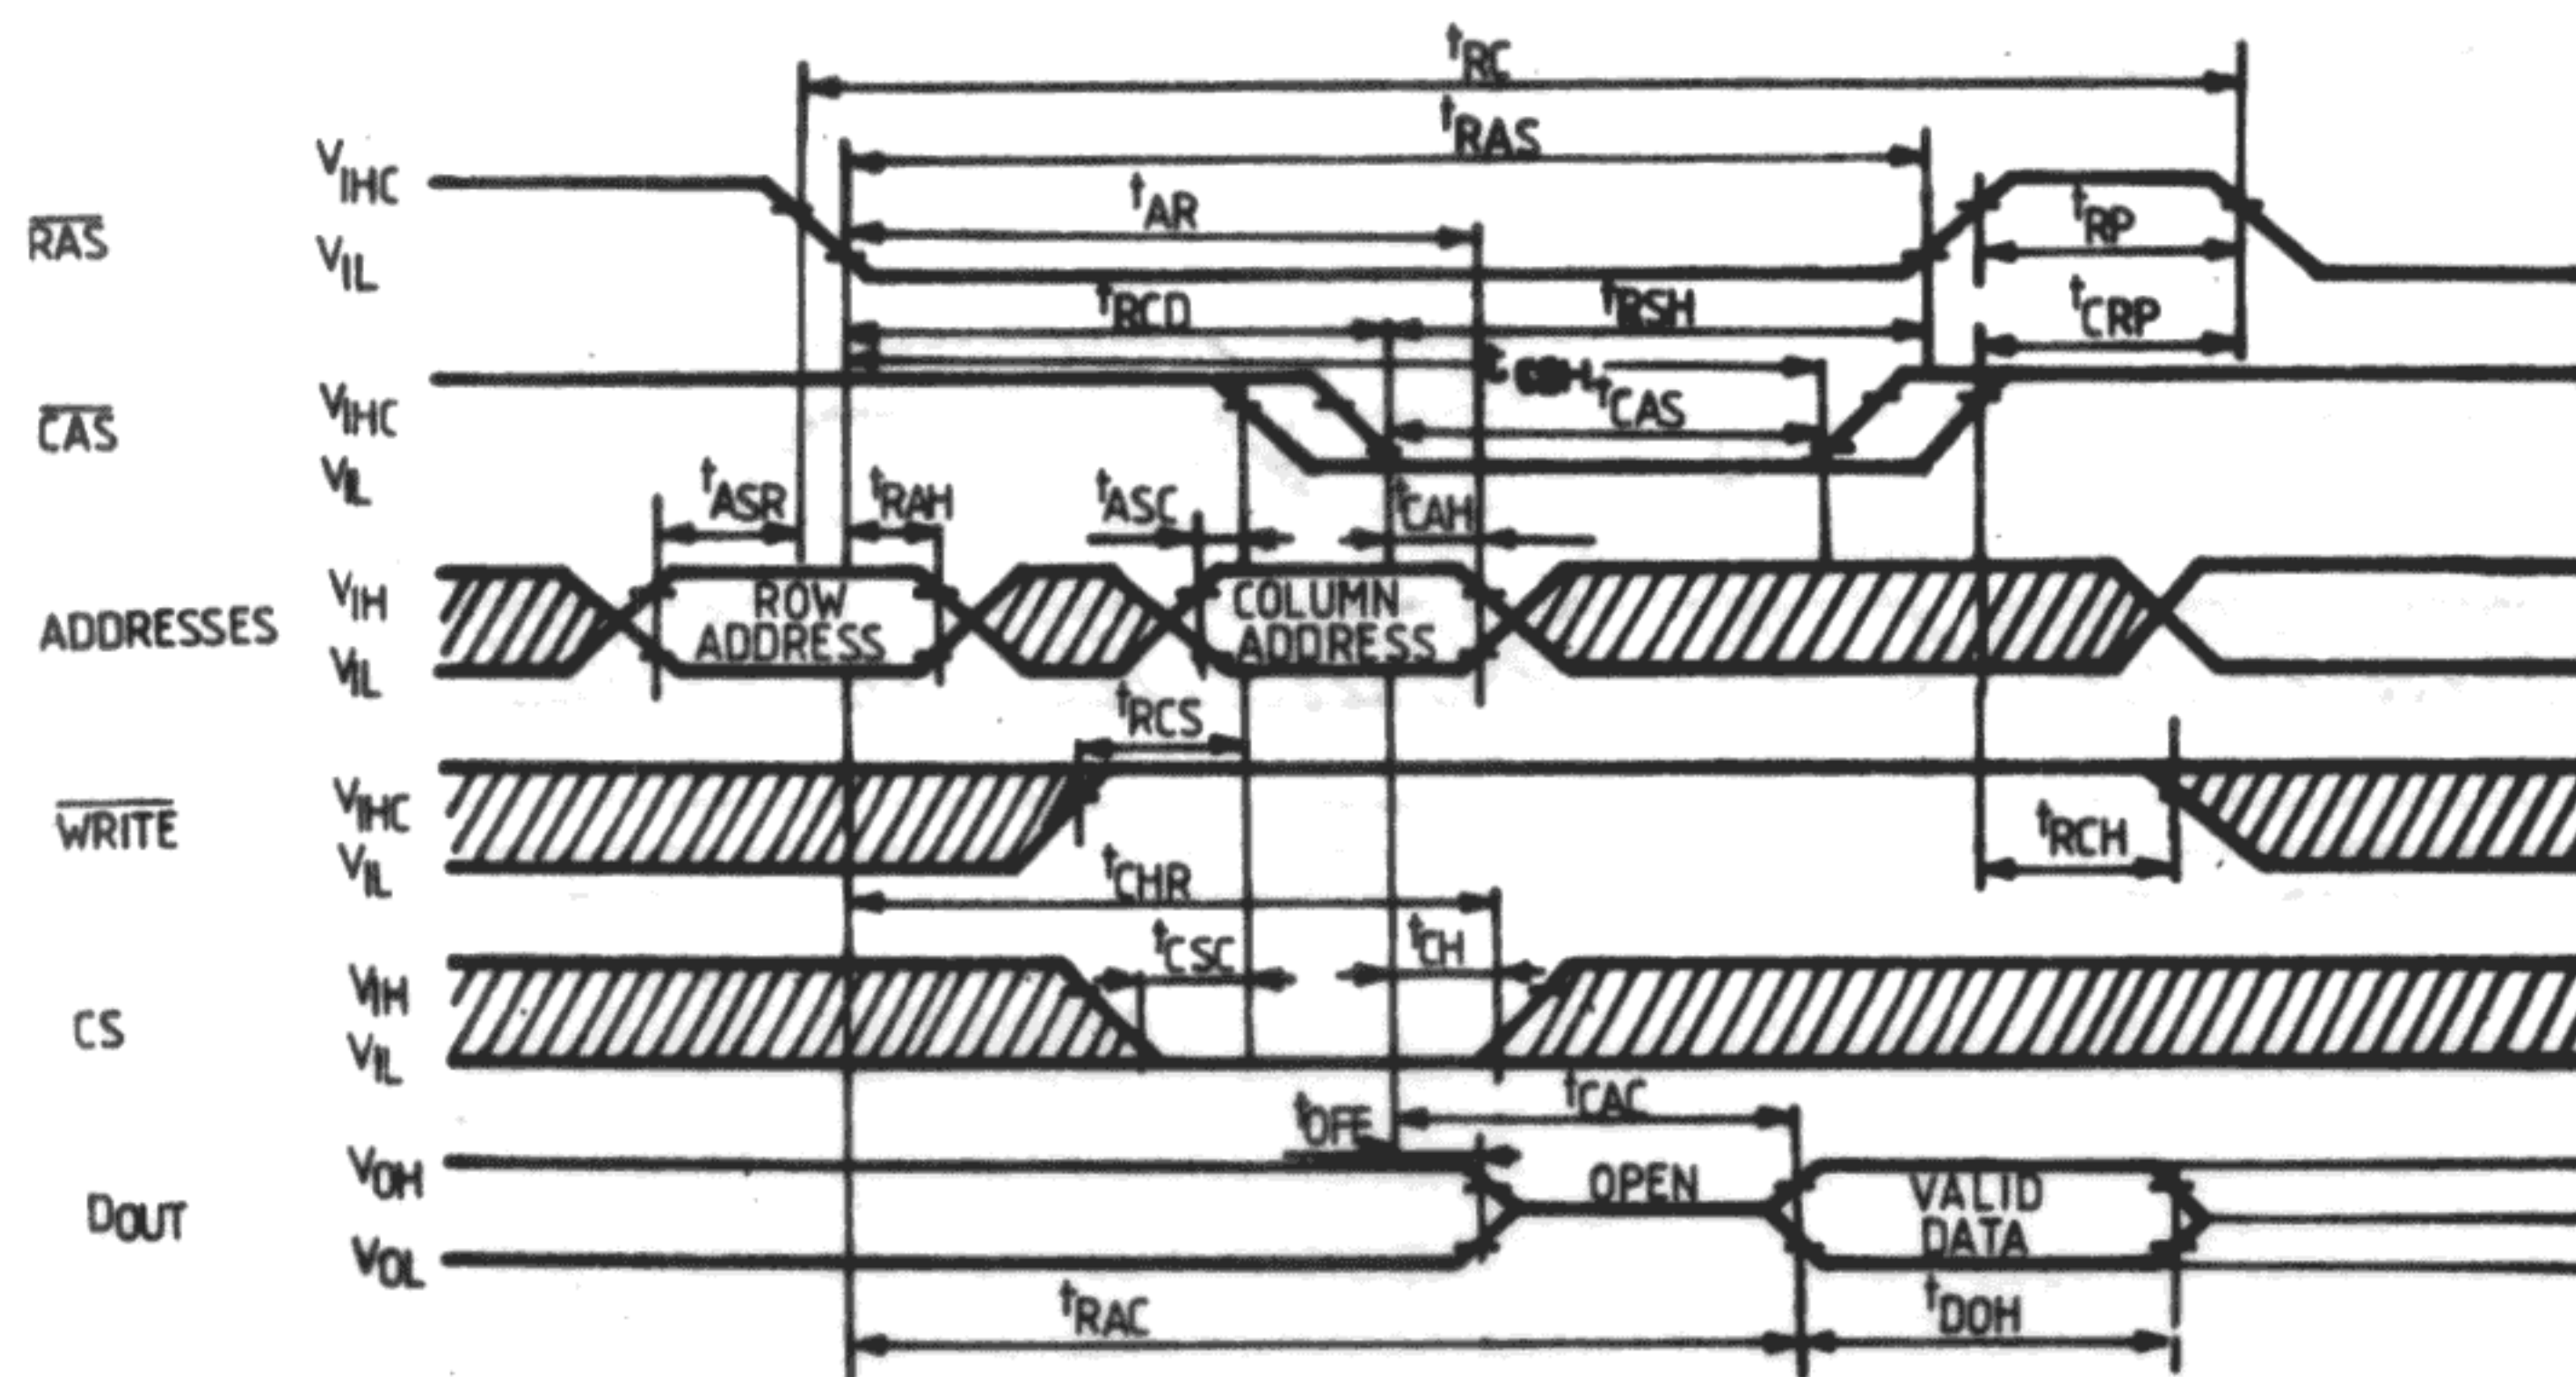 tRC
tRAS
VIHC
tAR
tRP
RAS
VIL
tRCD
tRSH
tCRP
VIHC
tCAS
CAS
VIL
tASR
tRAH
tASC
tCAH
VIH
ROW
ADDRESS
COLUMN
ADDRESS
ADDRESSES
VIL
tRCS
VIHC
WRITE
tRCH
VIL
tCHR
tCSC
tCH
VIH
CS
VIL
tCAC
VOH
OPEN
VALID
DATA
DOUT
VOL
tRAC
tDOH